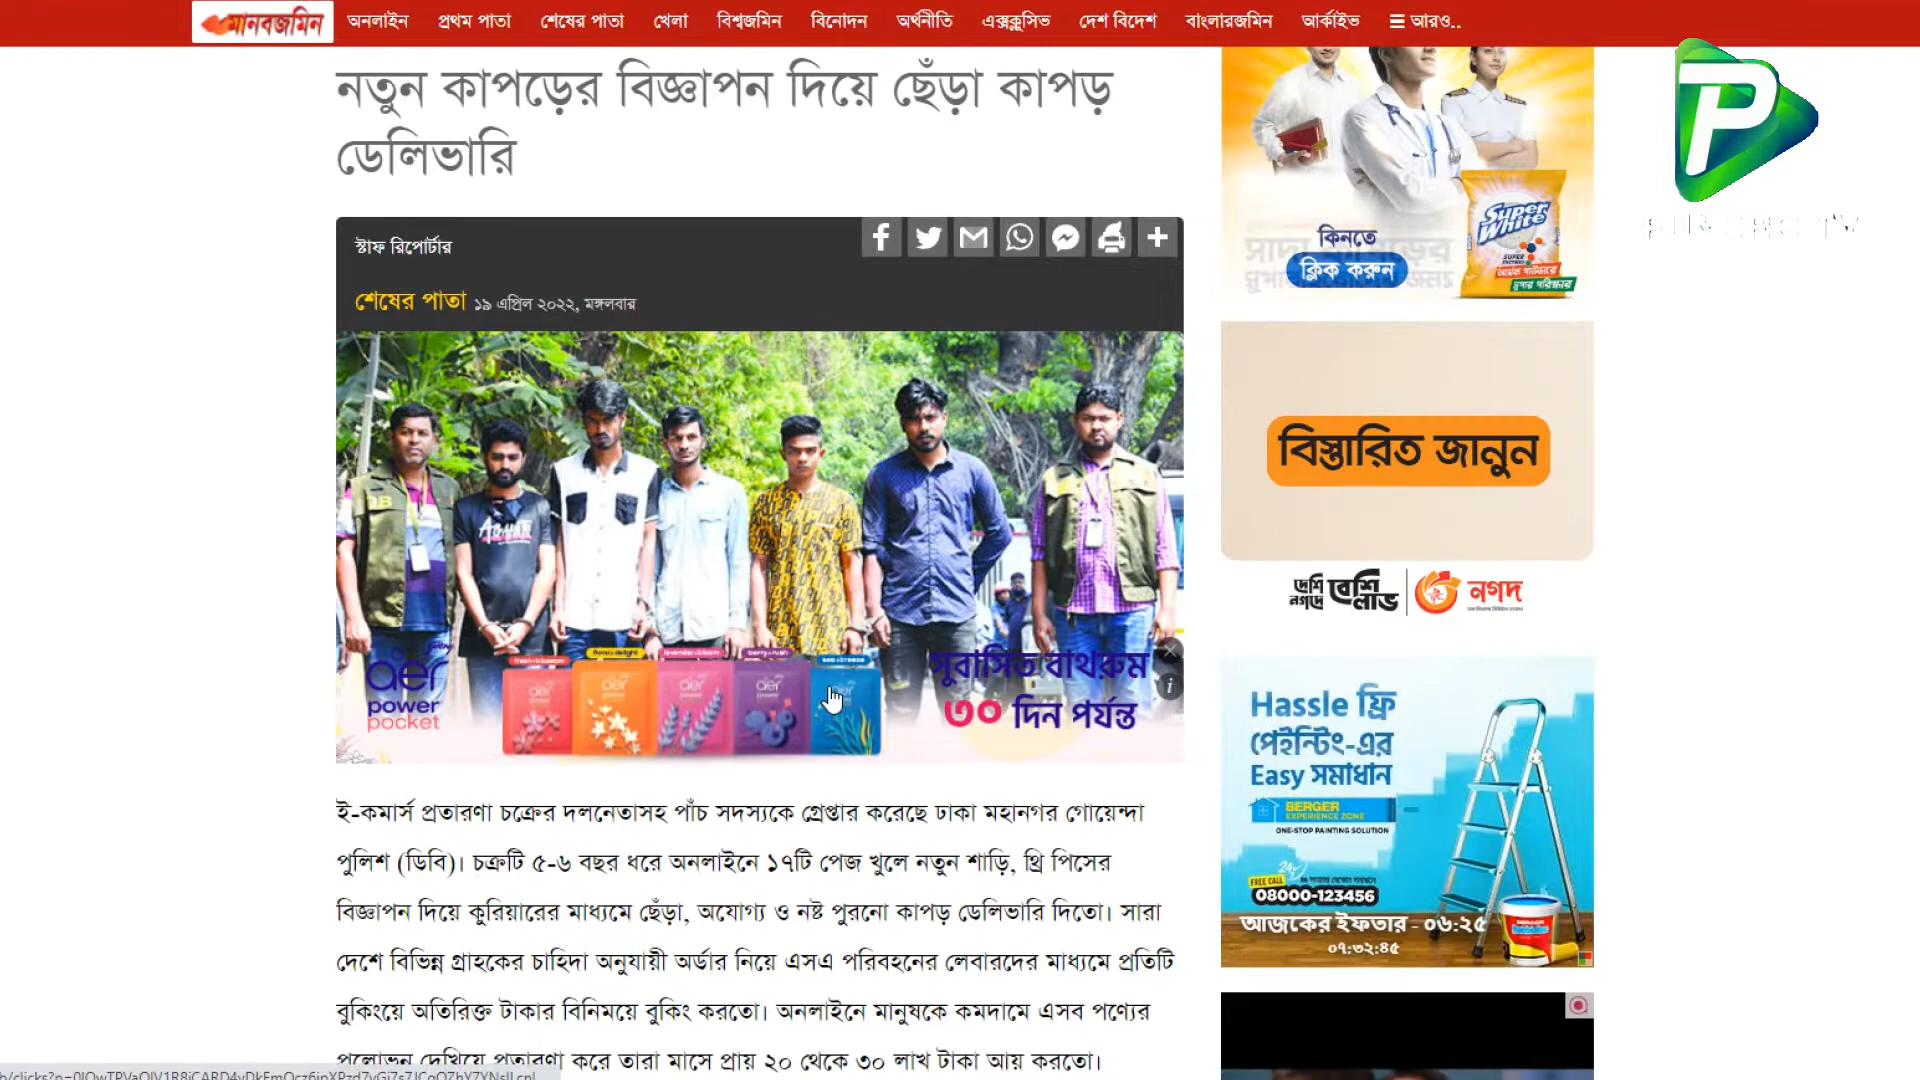 মানবজমিন
অনলাইন প্রথম পাতা শেষের পাতা খেলা বিশ্বজমিন বিনোদন অর্থনীতি এক্সক্লুসিভ দেশ বিদেশ বাংলারজমিন আর্কাইভ আরও..
নতুন কাপড়ের বিজ্ঞাপন দিয়ে ছেঁড়া কাপড়
ডেলিভারি
স্টাফ রিপোর্টার
শেষের পাতা ১৯ এপ্রিল ২০২২, মঙ্গলবার
DB
aer
power
pocket
সুবাসিত বাথরুম
৩০ দিন পর্যন্ত
ই-কমার্স প্রতারণা চক্রের দলনেতাসহ পাঁচ সদস্যকে গ্রেপ্তার করেছে ঢাকা মহানগর গোয়েন্দা
পুলিশ (ডিবি)। চক্রটি ৫-৬ বছর ধরে অনলাইনে ১৭টি পেজ খুলে নতুন শাড়ি, থ্রি পিসের
বিজ্ঞাপন দিয়ে কুরিয়ারের মাধ্যমে ছেঁড়া, অযোগ্য ও নষ্ট পুরনো কাপড় ডেলিভারি দিতো। সারা
দেশে বিভিন্ন গ্রাহকের চাহিদা অনুযায়ী অর্ডার নিয়ে এসএ পরিবহনের লেবারদের মাধ্যমে প্রতিটি
বুকিংয়ে অতিরিক্ত টাকার বিনিময়ে বুকিং করতো। অনলাইনে মানুষকে কমদামে এসব পণ্যের
প্রলোভন দেখিয়ে প্রতারণা করে তারা মাসে প্রায় ২০ থেকে ৩০ লাখ টাকা আয় করতো।
কিনতে
ক্লিক করুন
Super
White
বিস্তারিত জানুন
দেশি নগদে বেশি লাভ
নগদ
Hassle ফ্রি
পেইন্টিং-এর
Easy সমাধান
BERGER
EXPERIENCE ZONE
ONE-STOP PAINTING SOLUTION
FREE CALL
08000-123456
আজকের ইফতার - ০৬:২৫
০৭:৩২:৪৫